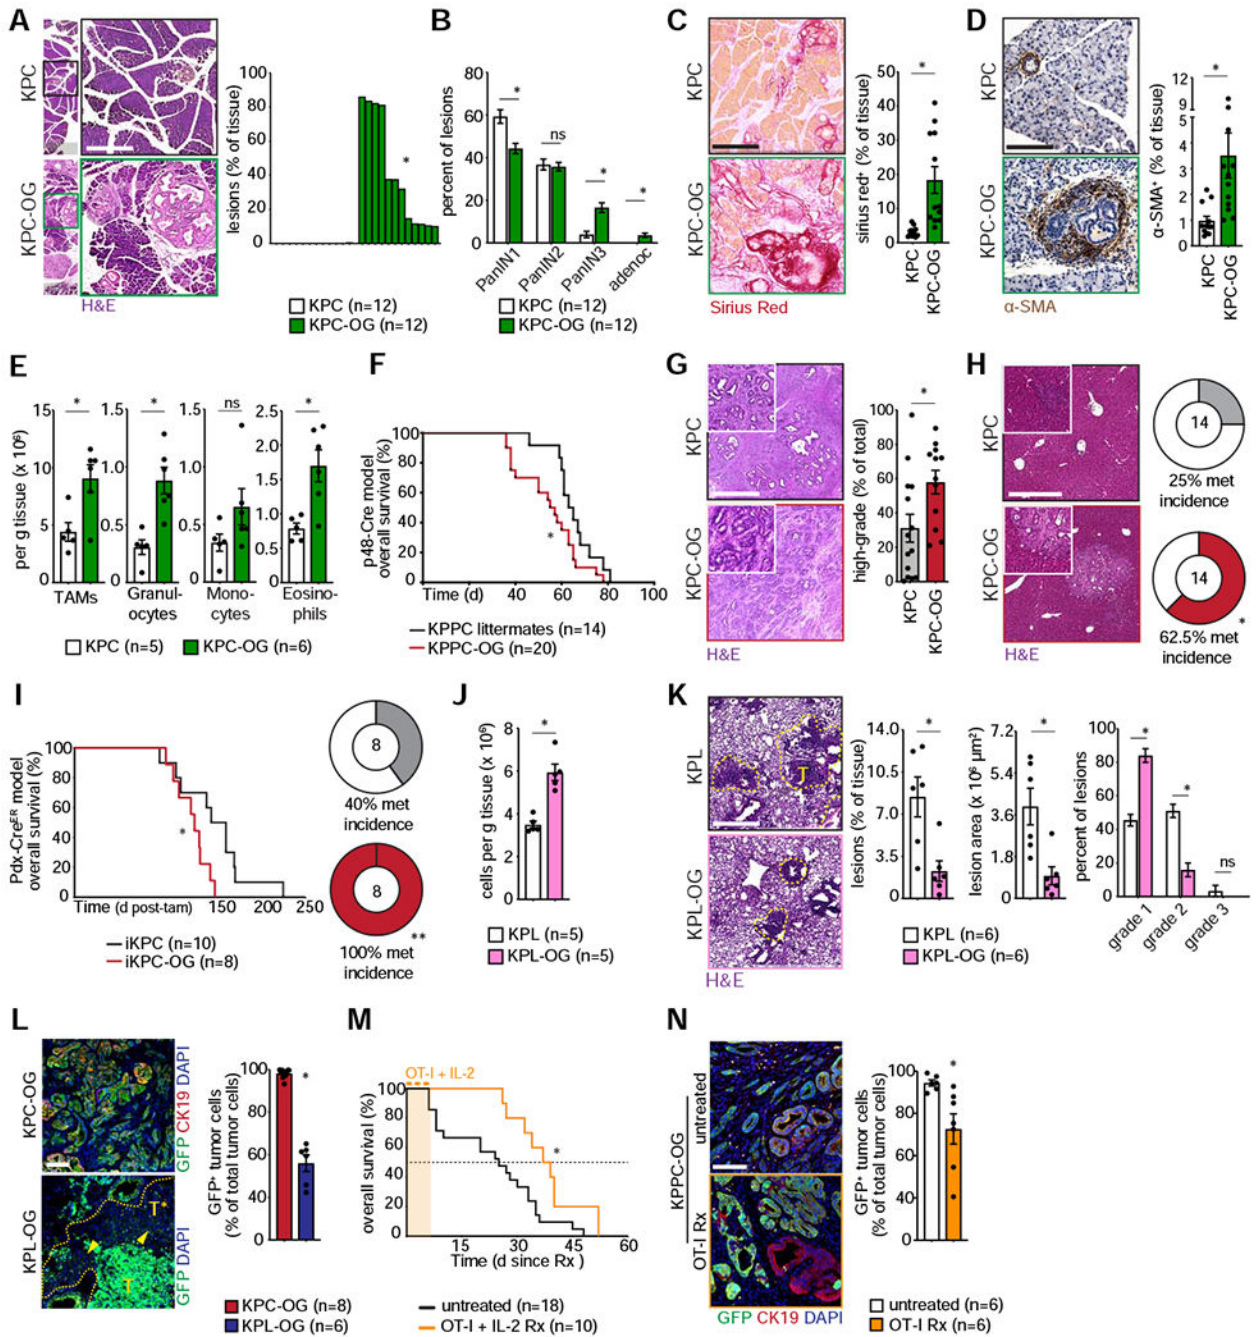 A
KPC
KPC-OG
H&E
lesions (% of tissue)
100
80
60
40
20
0
*
KPC (n=12)
KPC-OG (n=12)
B
percent of lesions
80
60
40
20
0
* ns * *
PanIN1 PanIN2 PanIN3 adenoc
KPC (n=12)
KPC-OG (n=12)
C
KPC
KPC-OG
Sirius Red
sirius red⁺ (% of tissue)
50
40
30
20
10
0
*
KPC KPC-OG
D
KPC
KPC-OG
α-SMA
α-SMA⁺ (% of tissue)
12
9
5
4
3
2
1
0
*
KPC KPC-OG
E
per g tissue (x 10⁶)
15
10
5
0
*
TAMs
1.5
1.0
0.5
0
*
Granul-
ocytes
1.5
1.0
0.5
0
ns
Mono-
cytes
2.5
2.0
1.5
1.0
0.5
0
*
Eosino-
phils
KPC (n=5) KPC-OG (n=6)
F
p48-Cre model
overall survival (%)
100
80
60
40
20
0
*
Time (d) 40 60 80 100
KPPC littermates (n=14)
KPPC-OG (n=20)
G
KPC
KPC-OG
H&E
high-grade (% of total)
100
80
60
40
20
0
*
KPC KPC-OG
H
KPC
KPC-OG
H&E
14
25% met
incidence
14
*
62.5% met
incidence
I
Pdx-Creᴱᴿ model
overall survival (%)
100
80
60
40
20
0
*
Time (d post-tam) 150 200 250
iKPC (n=10)
iKPC-OG (n=8)
8
40% met
incidence
8
**
100% met
incidence
J
cells per g tissue (x 10⁶)
8
6
4
2
0
*
KPL (n=5)
KPL-OG (n=5)
K
KPL
T
KPL-OG
H&E
lesions (% of tissue)
14.0
10.5
7.0
3.5
0
*
lesion area (x 10⁶ µm²)
7.2
5.4
3.6
1.8
0
*
KPL (n=6)
KPL-OG (n=6)
percent of lesions
100
80
60
40
20
0
* * ns
grade 1 grade 2 grade 3
L
KPC-OG
GFP CK19 DAPI
KPL-OG
T*
T
GFP DAPI
GFP⁺ tumor cells
(% of total tumor cells)
100
80
60
40
0
*
KPC-OG (n=8)
KPL-OG (n=6)
M
OT-I + IL-2
overall survival (%)
100
80
60
40
20
0
*
15 30 45 60
Time (d since Rx )
untreated (n=18)
OT-I + IL-2 Rx (n=10)
N
KPPC-OG
untreated
OT-I Rx
GFP CK19 DAPI
GFP⁺ tumor cells
(% of total tumor cells)
100
80
60
40
0
*
untreated (n=6)
OT-I Rx (n=6)